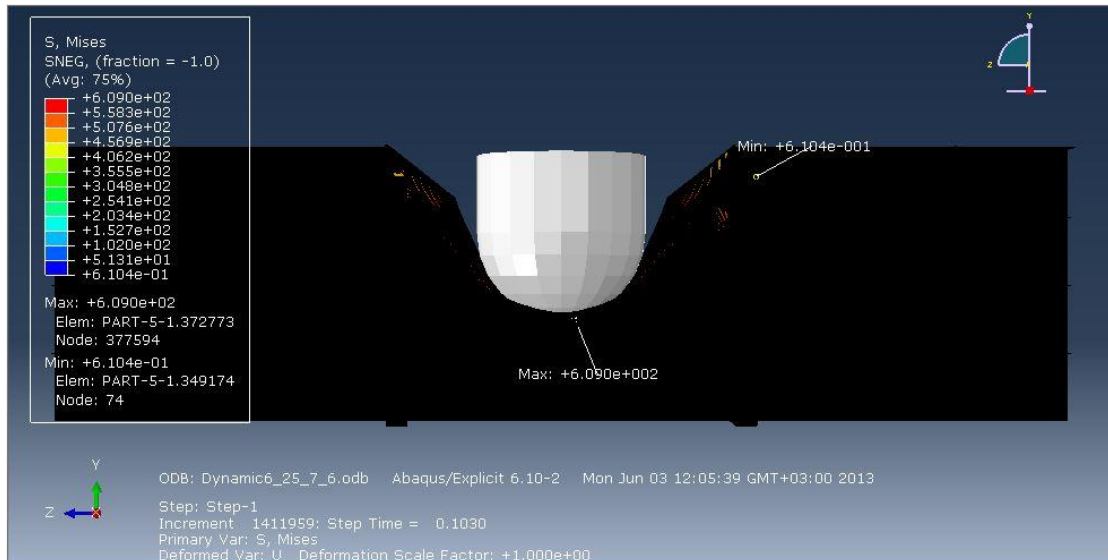 S, Mises
SNEG, (fraction = -1.0)
(Avg: 75%)
+6.090e+02
+5.583e+02
+5.076e+02
+4.569e+02
+4.062e+02
+3.555e+02
+3.048e+02
+2.541e+02
+2.034e+02
+1.527e+02
+1.020e+02
+5.131e+01
+6.104e-01
Max: +6.090e+02
Elem: PART-5-1.372773
Node: 377594
Min: +6.104e-01
Elem: PART-5-1.349174
Node: 74
Y
Z
Min: +6.104e-001
Max: +6.090e+002
Y
Z
ODB: Dynamic6_25_7_6.odb Abaqus/Explicit 6.10-2 Mon Jun 03 12:05:39 GMT+03:00 2013
Step: Step-1
Increment 1411959: Step Time = 0.1030
Primary Var: S, Mises
Deformed Var: U Deformation Scale Factor: +1.000e+00